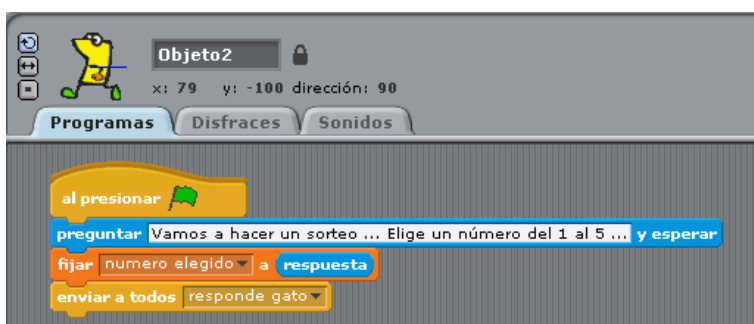 Objeto2
x: 79 y: -100 dirección: 90
Programas Disfraces Sonidos
al presionar
preguntar Vamos a hacer un sorteo ... Elige un número del 1 al 5 ... y esperar
fijar numero elegido a respuesta
enviar a todos responde gato